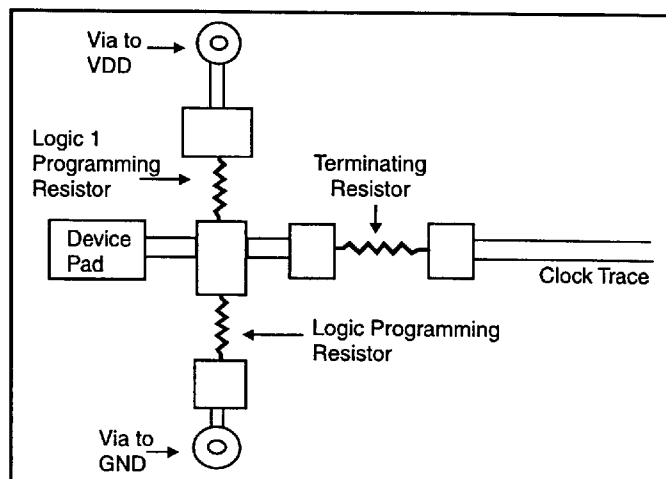 Via to
VDD
Logic 1
Programming
Resistor
Terminating
Resistor
Device
Pad
Clock Trace
Logic Programming
Resistor
Via to
GND